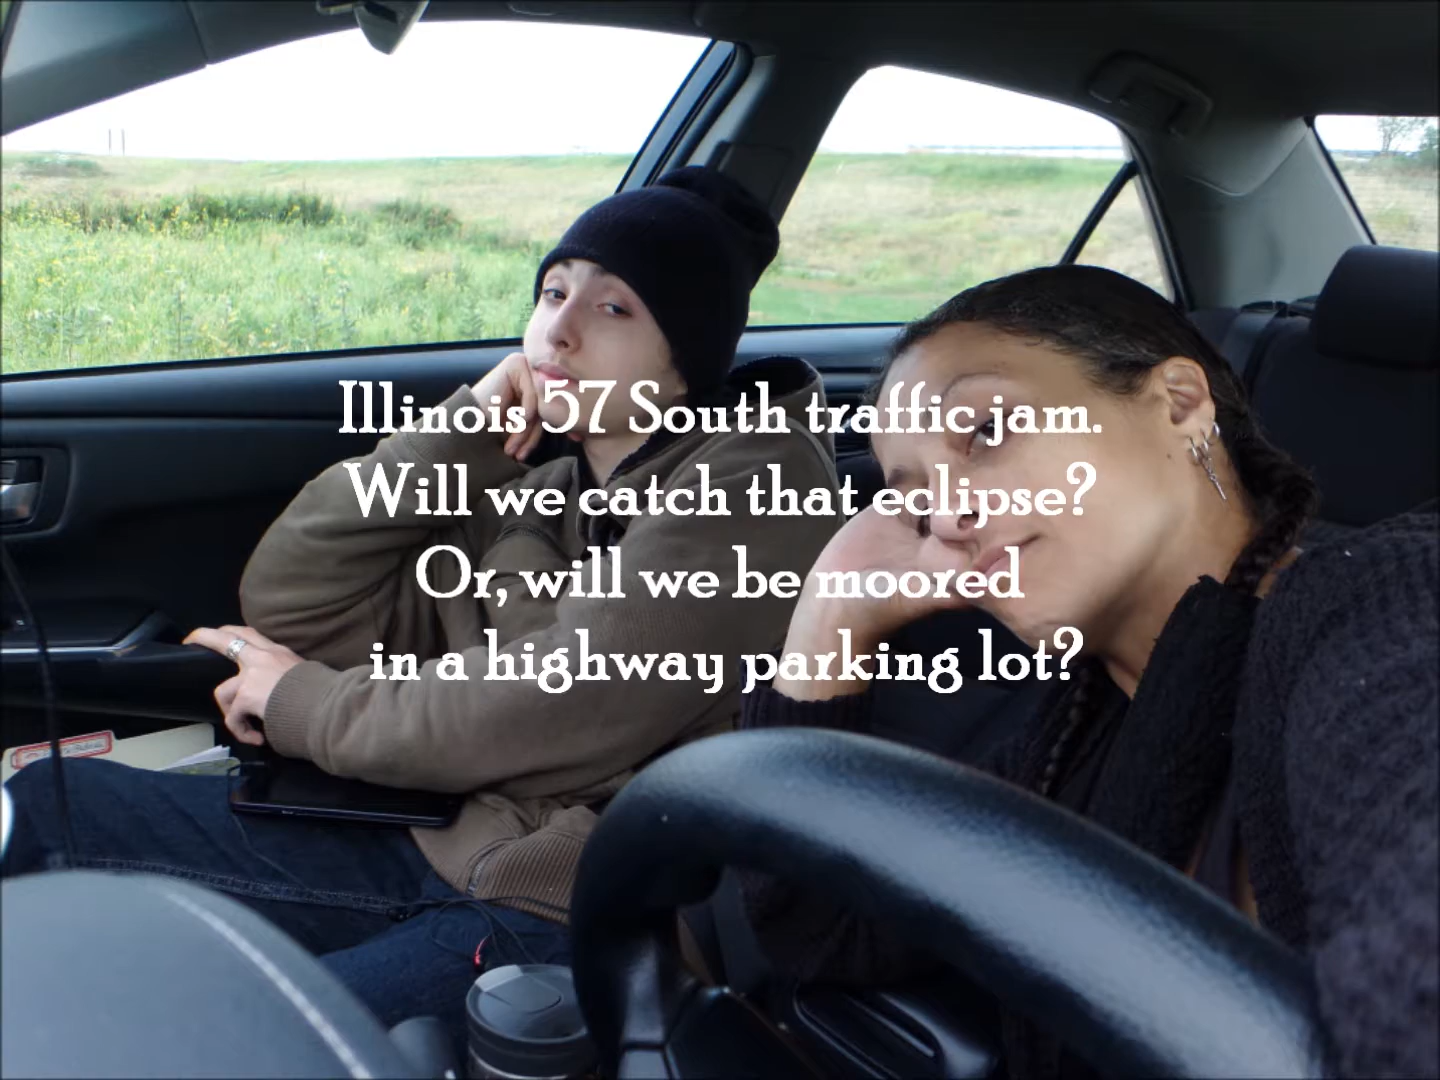 Illinois 57 South traffic jam.
Will we catch that eclipse?
Or, will we be moored
in a highway parking lot?